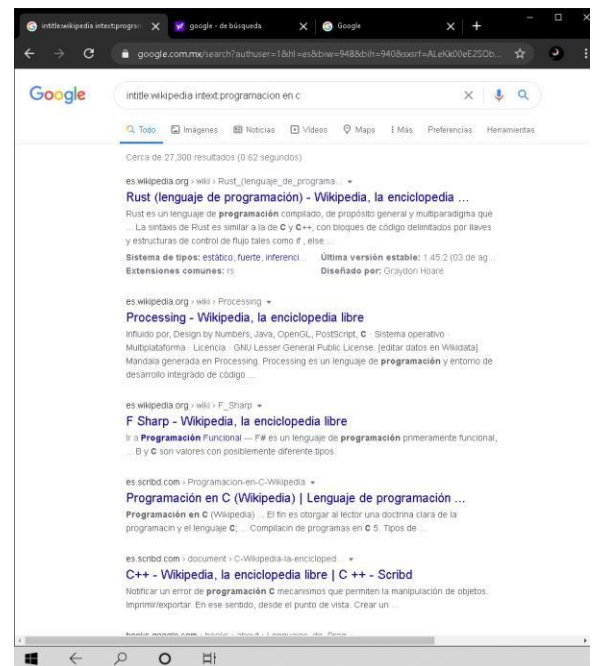 intitle:wikipedia intext:program
google - de búsqueda
Google
google.com.mx/search?authuser=1&hl=es&biw=948&bih=940&sxsrf=ALeKk00eE2SOb...
Google
intitle:wikipedia intext:programacion en c
Todo Imágenes Noticias Vídeos Maps Más Preferencias Herramientas
Cerca de 27,300 resultados (0.62 segundos)
es.wikipedia.org › wiki › Rust_(lenguaje_de_programa...
Rust (lenguaje de programación) - Wikipedia, la enciclopedia ...
Rust es un lenguaje de programación compilado, de propósito general y multiparadigma que
... La sintaxis de Rust es similar a la de C y C++, con bloques de código delimitados por llaves
y estructuras de control de flujo tales como if , else ...
Sistema de tipos: estático, fuerte, inferenci... Última versión estable: 1.45.2 (03 de ag...
Extensiones comunes: rs Diseñado por: Graydon Hoare
es.wikipedia.org › wiki › Processing
Processing - Wikipedia, la enciclopedia libre
Influido por, Design by Numbers, Java, OpenGL, PostScript, C · Sistema operativo ·
Multiplataforma · Licencia · GNU Lesser General Public License. [editar datos en Wikidata]
Mandala generada en Processing. Processing es un lenguaje de programación y entorno de
desarrollo integrado de código ...
es.wikipedia.org › wiki › F_Sharp
F Sharp - Wikipedia, la enciclopedia libre
Ir a Programación Funcional — F# es un lenguaje de programación primeramente funcional,
... B y C son valores con posiblemente diferente tipos.
es.scribd.com › Programacion-en-C-Wikipedia
Programación en C (Wikipedia) | Lenguaje de programación ...
Programación en C (Wikipedia) ... El fin es otorgar al lector una doctrina clara de la
programacin y el lenguaje C; ... Compilacin de programas en C 5. Tipos de ...
es.scribd.com › document › C-Wikipedia-la-encicloped...
C++ - Wikipedia, la enciclopedia libre | C ++ - Scribd
Notificar un error de programación C mecanismos que permiten la manipulación de objetos.
Imprimir/exportar. En ese sentido, desde el punto de vista. Crear un ...